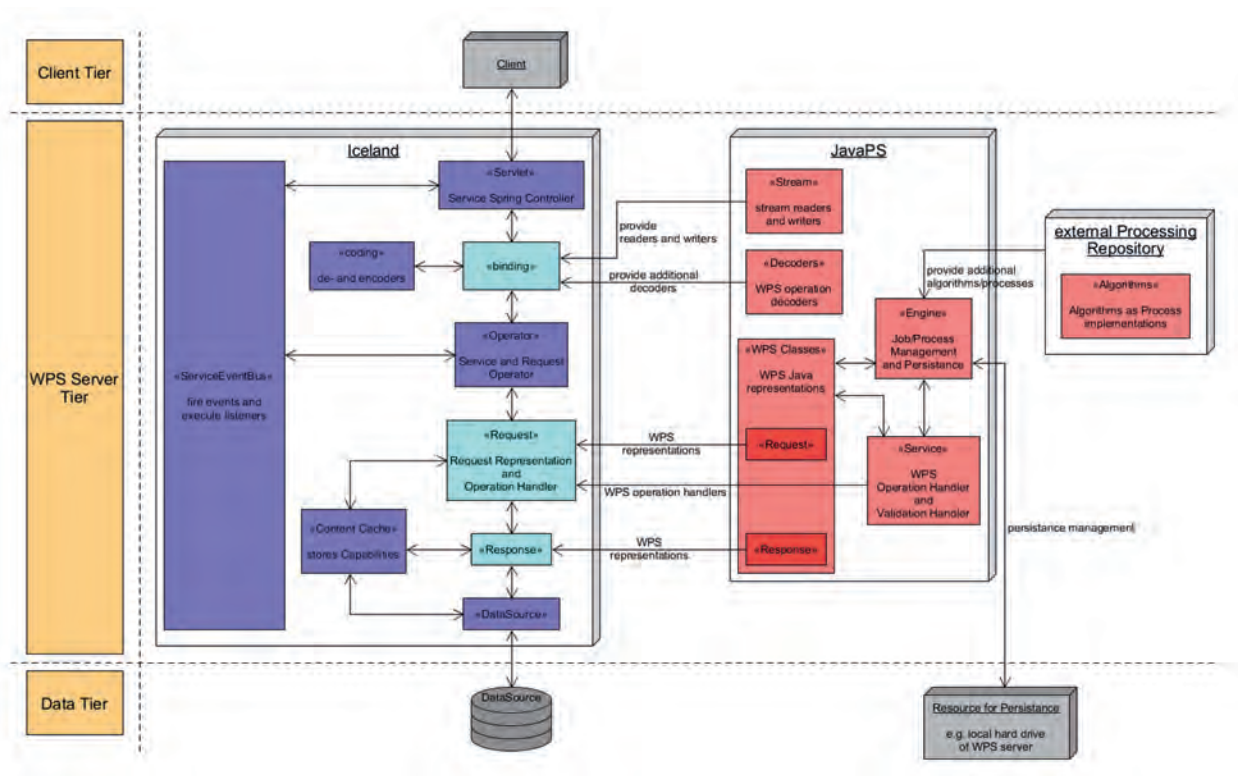 Client Tier
Client
WPS Server
Tier
Iceland
«ServiceEventBus»
fire events and
execute listeners
«Servlet»
Service Spring Controller
«coding»
de- and encoders
«binding»
«Operator»
Service and Request
Operator
«Request»
Request Representation
and
Operation Handler
«Content Cache»
stores Capabilities
«Response»
«DataSource»
provide
readers and writers
provide additional
decoders
WPS
representations
WPS operation handlers
WPS
representations
JavaPS
«Stream»
stream readers
and writers
«Decoders»
WPS operation
decoders
«WPS Classes»
WPS Java
representations
«Request»
«Response»
«Engine»
Job/Process
Management
and Persistance
«Service»
WPS
Operation Handler
and
Validation Handler
provide additional
algorithms/processes
external Processing
Repository
«Algorithms»
Algorithms as Process
implementations
persistance management
Data Tier
DataSource
Resource for Persistance
e.g. local hard drive
of WPS server